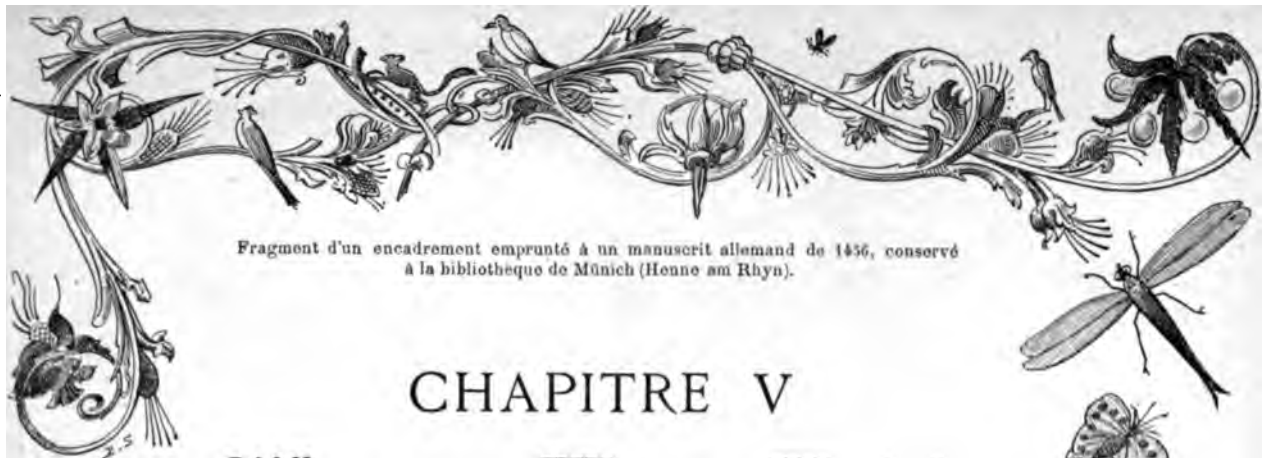 Fragment d'un encadrement emprunté à un manuscrit allemand de 1456, conservé
à la bibliothèque de Münich (Henne am Rhyn).
CHAPITRE V